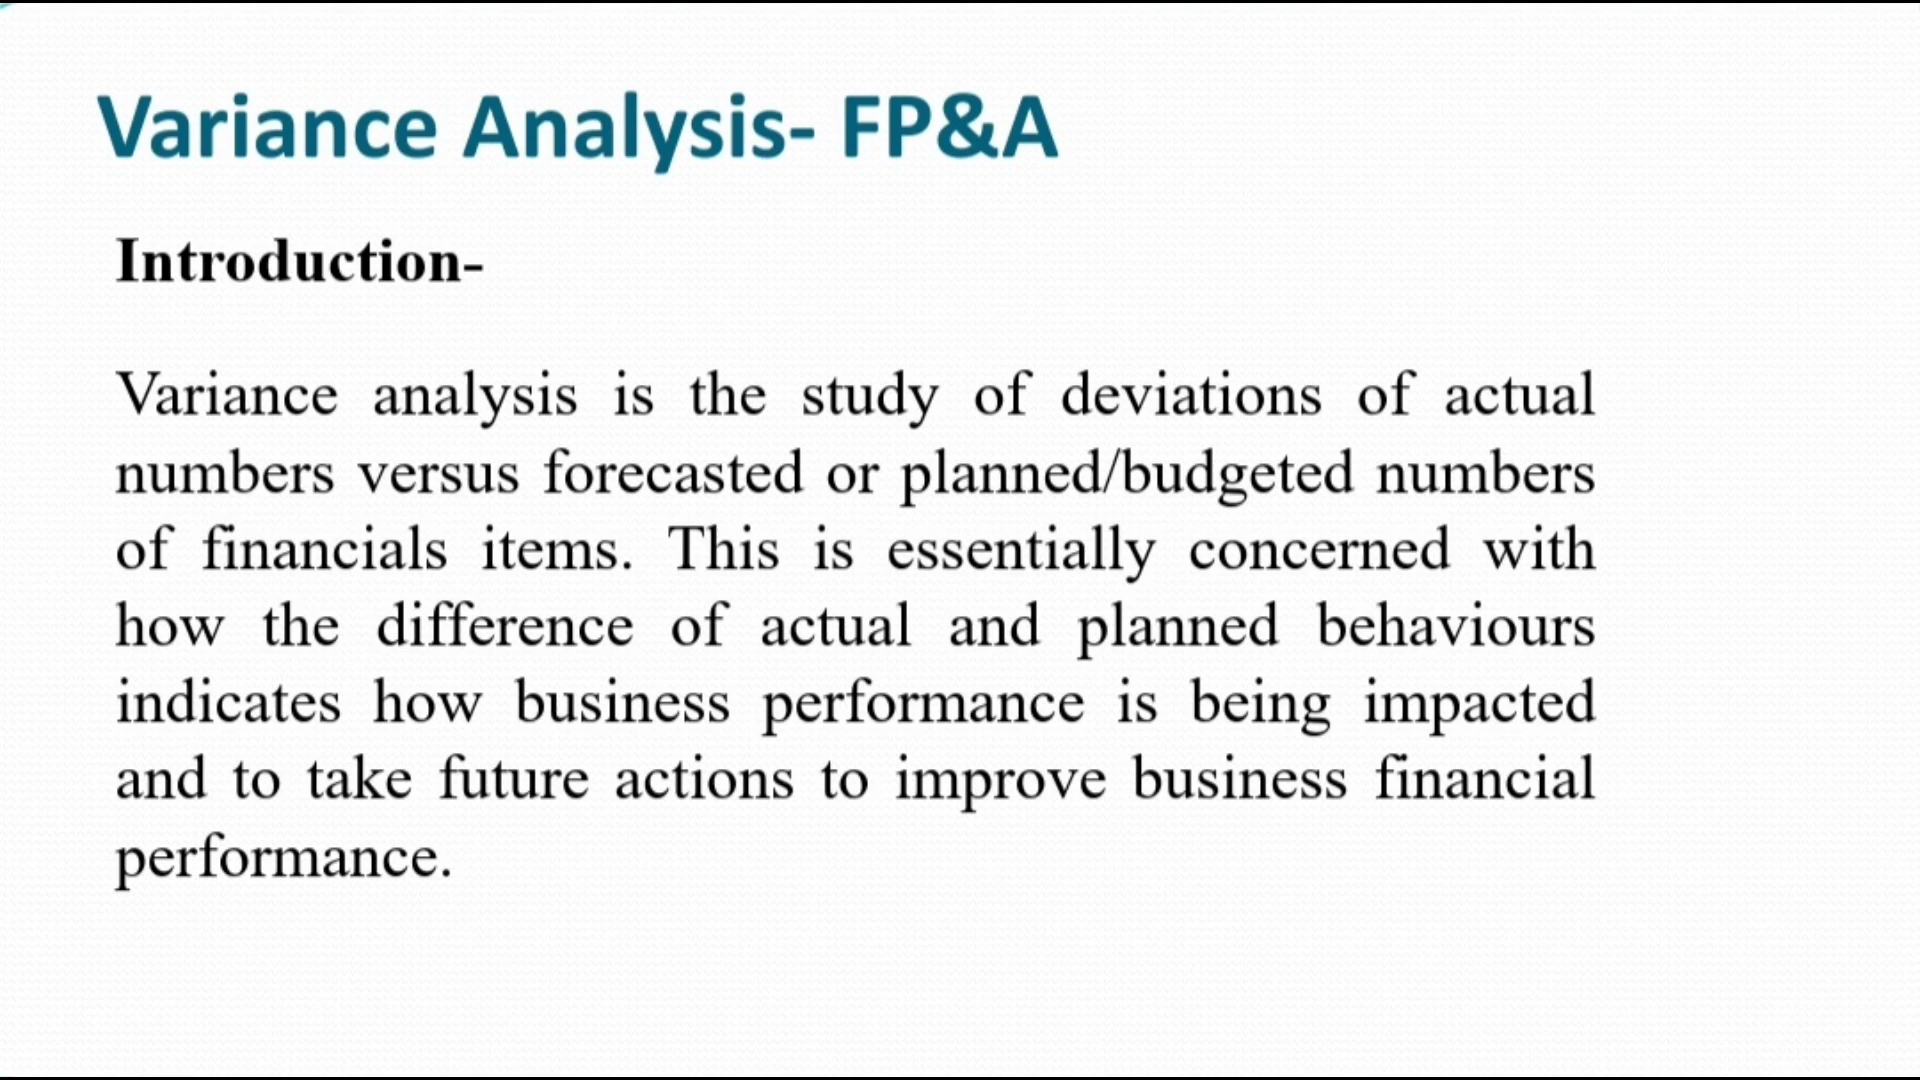 Variance Analysis- FP&A
Introduction-
Variance analysis is the study of deviations of actual
numbers versus forecasted or planned/budgeted numbers
of financials items. This is essentially concerned with
how the difference of actual and planned behaviours
indicates how business performance is being impacted
and to take future actions to improve business financial
performance.